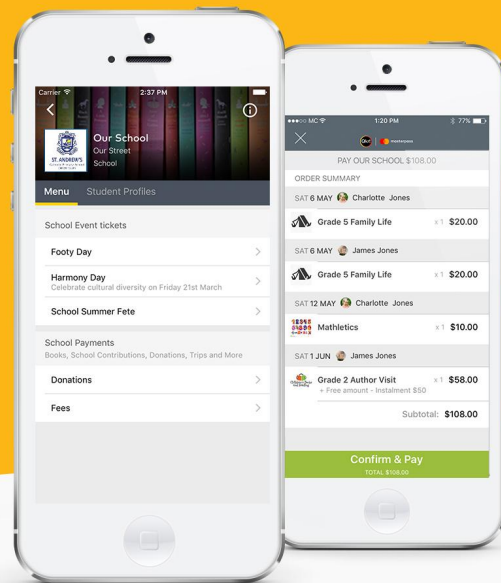 Carrier 2:37 PM
Our School
Our Street
School
ST. ANDREW'S
Menu Student Profiles
School Event tickets
Footy Day
Harmony Day
Celebrate cultural diversity on Friday 21st March
School Summer Fete
School Payments
Books, School Contributions, Donations, Trips and More
Donations
Fees
MC 1:20 PM 77%
Qkr! masterpass
PAY OUR SCHOOL $108.00
ORDER SUMMARY
SAT 6 MAY Charlotte Jones
Grade 5 Family Life x 1 $20.00
SAT 6 MAY James Jones
Grade 5 Family Life x 1 $20.00
SAT 12 MAY Charlotte Jones
Mathletics x 1 $10.00
SAT 1 JUN James Jones
Grade 2 Author Visit x 1 $58.00
+ Free amount - Instalment $50
Subtotal: $108.00
Confirm & Pay
TOTAL $108.00